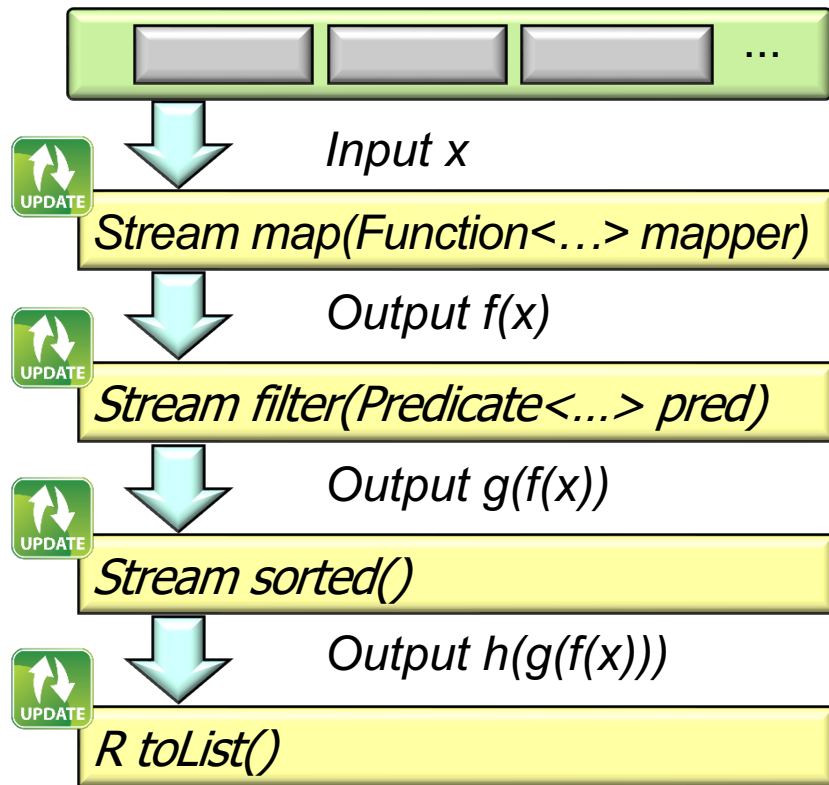 ...
Input x
UPDATE
Stream map(Function<...> mapper)
Output f(x)
UPDATE
Stream filter(Predicate<...> pred)
Output g(f(x))
UPDATE
Stream sorted()
Output h(g(f(x)))
UPDATE
R toList()